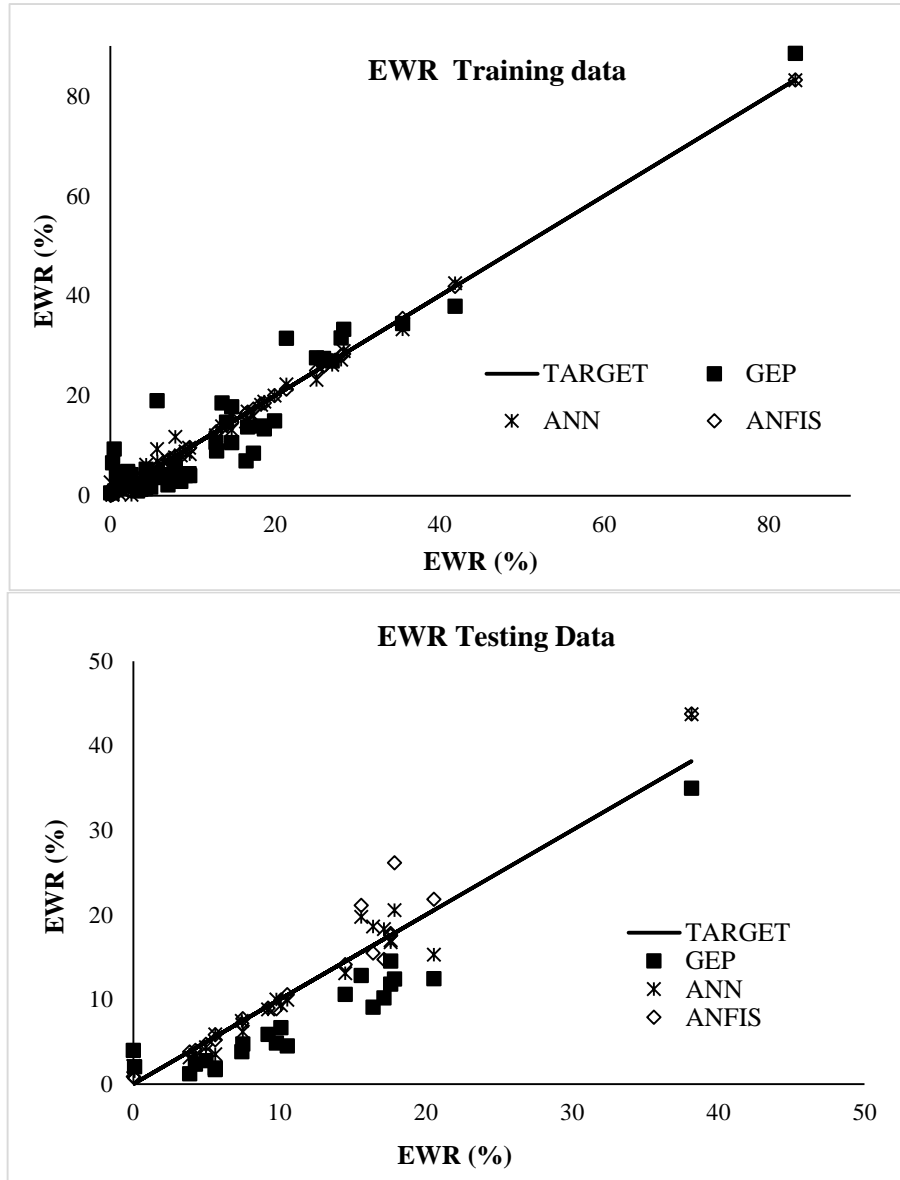 EWR Training data
80
60
40
20
0
EWR (%)
TARGET GEP
ANN ANFIS
0 20 40 60 80
EWR (%)
EWR Testing Data
50
40
30
20
10
0
EWR (%)
TARGET
GEP
ANN
ANFIS
0 10 20 30 40 50
EWR (%)